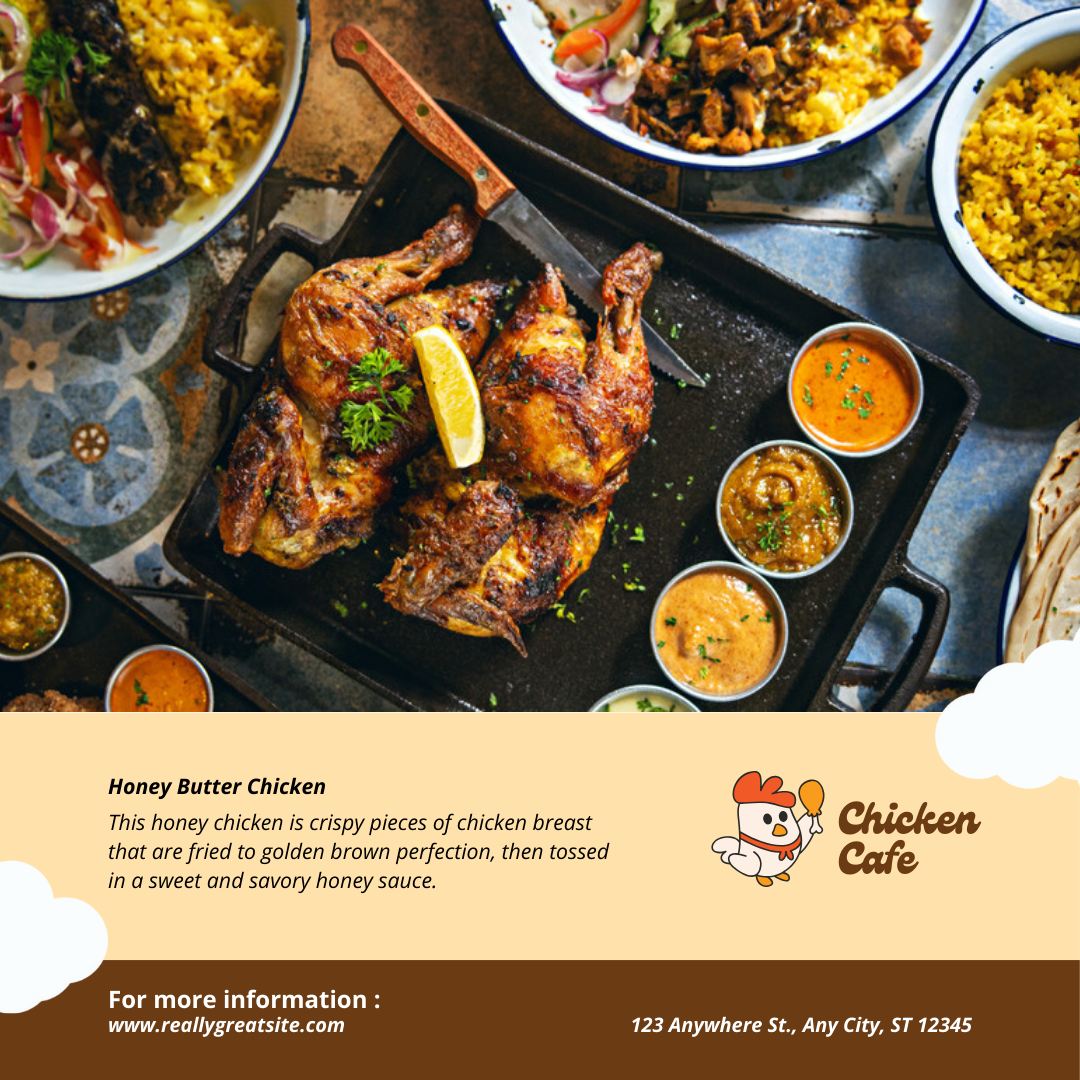 Honey Butter Chicken
This honey chicken is crispy pieces of chicken breast
that are fried to golden brown perfection, then tossed
in a sweet and savory honey sauce.
Chicken
Cafe
For more information :
www.reallygreatsite.com
123 Anywhere St., Any City, ST 12345